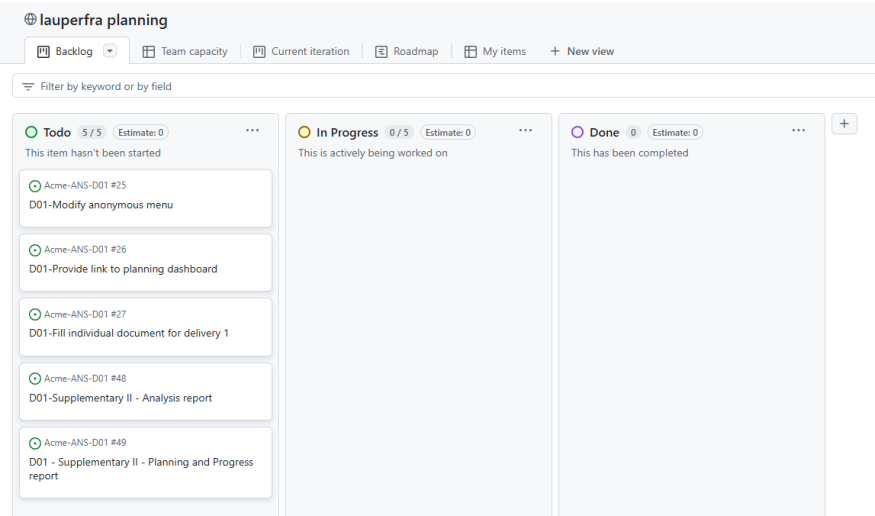 lauperfra planning
Backlog Team capacity Current iteration Roadmap My items + New view
Filter by keyword or by field
Todo 5 / 5 Estimate: 0 ...
This item hasn't been started
Acme-ANS-D01 #25
D01-Modify anonymous menu
Acme-ANS-D01 #26
D01-Provide link to planning dashboard
Acme-ANS-D01 #27
D01-Fill individual document for delivery 1
Acme-ANS-D01 #48
D01-Supplementary II - Analysis report
Acme-ANS-D01 #49
D01 - Supplementary II - Planning and Progress
report
In Progress 0 / 5 Estimate: 0 ...
This is actively being worked on
Done 0 Estimate: 0 ...
This has been completed
+